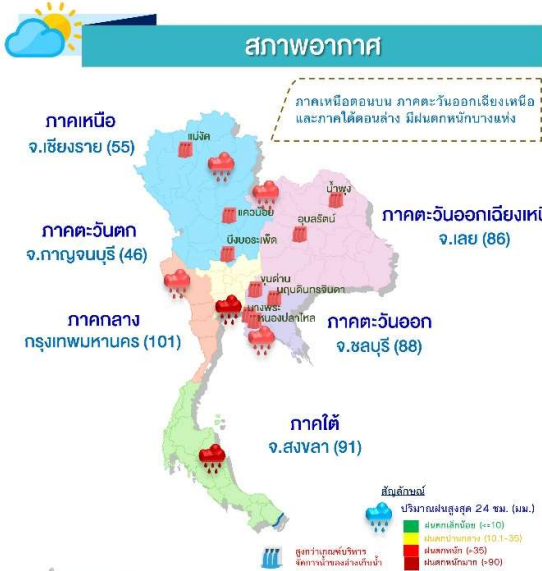 สภาพอากาศ
ภาคเหนือตอนบน ภาคตะวันออกเฉียงเหนือ
และภาคใต้ตอนล่าง มีฝนตกหนักบางแห่ง
ภาคเหนือ
จ.เชียงราย (55)
แม่งัด
น้ำพุง
แควน้อย
อุบลรัตน์
ภาคตะวันออกเฉียงเหนื
จ.เลย (86)
ภาคตะวันตก
จ.กาญจนบุรี (46)
บึงบอระเพ็ด
ขุนด่าน
นฤบดินทรจินดา
นางพระ
หนองปลาไหล
ภาคกลาง
กรุงเทพมหานคร (101)
ภาคตะวันออก
จ.ชลบุรี (88)
ภาคใต้
จ.สงขลา (91)
สัญลักษณ์
ปริมาณฝนสูงสุด 24 ชม. (มม.)
ฝนตกเล็กน้อย (<=10)
ฝนตกปานกลาง (10.1-35)
ฝนตกหนัก (>35)
ฝนตกหนักมาก (>90)
สูงกว่าเกณฑ์บริหาร
จัดการน้ำของอ่างเก็บน้ำ